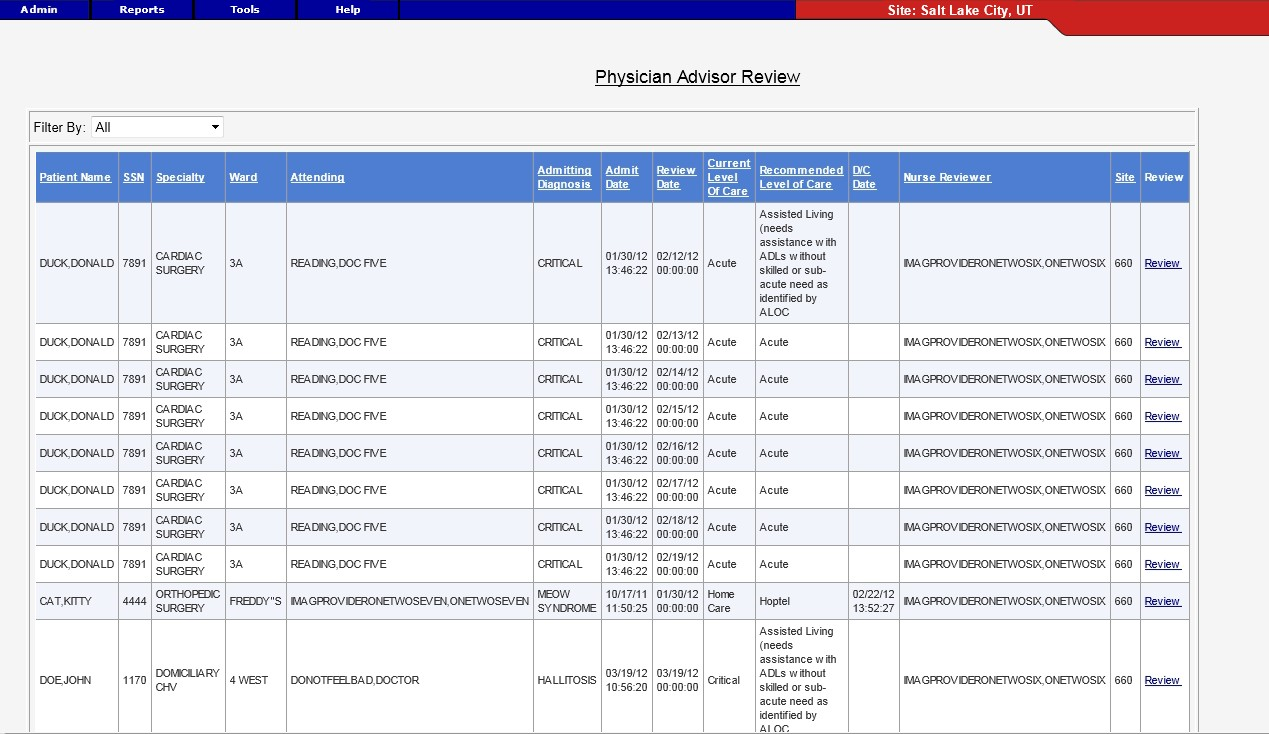 Admin Reports Tools Help Site: Salt Lake City, UT
Physician Advisor Review
Filter By: All
Patient Name SSN Specialty Ward Attending Admitting Diagnosis Admit Date Review Date Current Level Of Care Recommended Level of Care D/C Date Nurse Reviewer Site Review
DUCK,DONALD 7891 CARDIAC SURGERY 3A READING,DOC FIVE CRITICAL 01/30/12 13:46:22 02/12/12 00:00:00 Acute Assisted Living (needs assistance with ADLs without skilled or sub-acute need as identified by ALOC IMAGPROVIDERONETWOSIX,ONETWOSIX 660 Review
DUCK,DONALD 7891 CARDIAC SURGERY 3A READING,DOC FIVE CRITICAL 01/30/12 13:46:22 02/13/12 00:00:00 Acute Acute IMAGPROVIDERONETWOSIX,ONETWOSIX 660 Review
DUCK,DONALD 7891 CARDIAC SURGERY 3A READING,DOC FIVE CRITICAL 01/30/12 13:46:22 02/14/12 00:00:00 Acute Acute IMAGPROVIDERONETWOSIX,ONETWOSIX 660 Review
DUCK,DONALD 7891 CARDIAC SURGERY 3A READING,DOC FIVE CRITICAL 01/30/12 13:46:22 02/15/12 00:00:00 Acute Acute IMAGPROVIDERONETWOSIX,ONETWOSIX 660 Review
DUCK,DONALD 7891 CARDIAC SURGERY 3A READING,DOC FIVE CRITICAL 01/30/12 13:46:22 02/16/12 00:00:00 Acute Acute IMAGPROVIDERONETWOSIX,ONETWOSIX 660 Review
DUCK,DONALD 7891 CARDIAC SURGERY 3A READING,DOC FIVE CRITICAL 01/30/12 13:46:22 02/17/12 00:00:00 Acute Acute IMAGPROVIDERONETWOSIX,ONETWOSIX 660 Review
DUCK,DONALD 7891 CARDIAC SURGERY 3A READING,DOC FIVE CRITICAL 01/30/12 13:46:22 02/18/12 00:00:00 Acute Acute IMAGPROVIDERONETWOSIX,ONETWOSIX 660 Review
DUCK,DONALD 7891 CARDIAC SURGERY 3A READING,DOC FIVE CRITICAL 01/30/12 13:46:22 02/19/12 00:00:00 Acute Acute IMAGPROVIDERONETWOSIX,ONETWOSIX 660 Review
CAT,KITTY 4444 ORTHOPEDIC SURGERY FREDDY"S IMAGPROVIDERONETWOSEVEN,ONETWOSEVEN MEOW SYNDROME 10/17/11 11:50:25 01/30/12 00:00:00 Home Care Hoptel 02/22/12 13:52:27 IMAGPROVIDERONETWOSIX,ONETWOSIX 660 Review
DOE,JOHN 1170 DOMICILIARY CHV 4 WEST DONOTFEELBAD,DOCTOR HALLITOSIS 03/19/12 10:56:20 03/19/12 00:00:00 Critical Assisted Living (needs assistance with ADLs without skilled or sub-acute need as identified by ALOC IMAGPROVIDERONETWOSIX,ONETWOSIX 660 Review